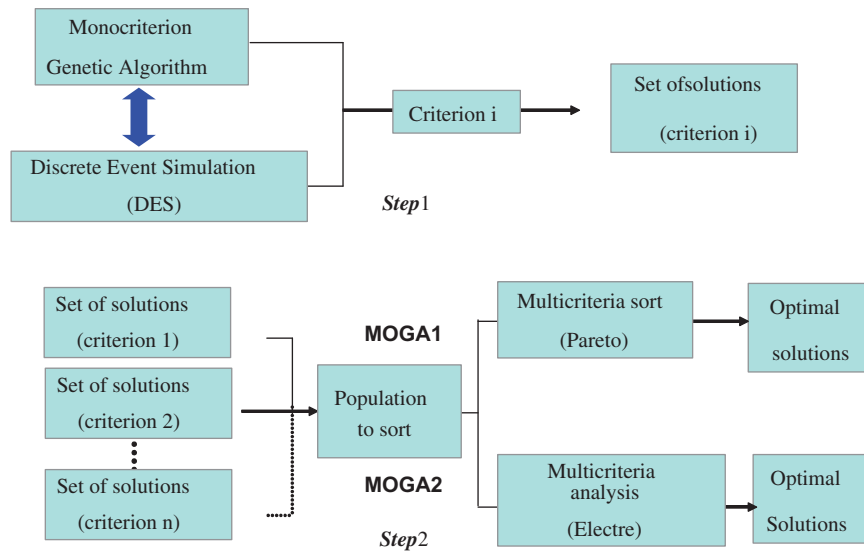 Monocriterion
Genetic Algorithm
Discrete Event Simulation
(DES)
Criterion i
Set ofsolutions
(criterion i)
Step1
Set of solutions
(criterion 1)
Set of solutions
(criterion 2)
Set of solutions
(criterion n)
MOGA1
Population
to sort
MOGA2
Step2
Multicriteria sort
(Pareto)
Optimal
solutions
Multicriteria
analysis
(Electre)
Optimal
Solutions